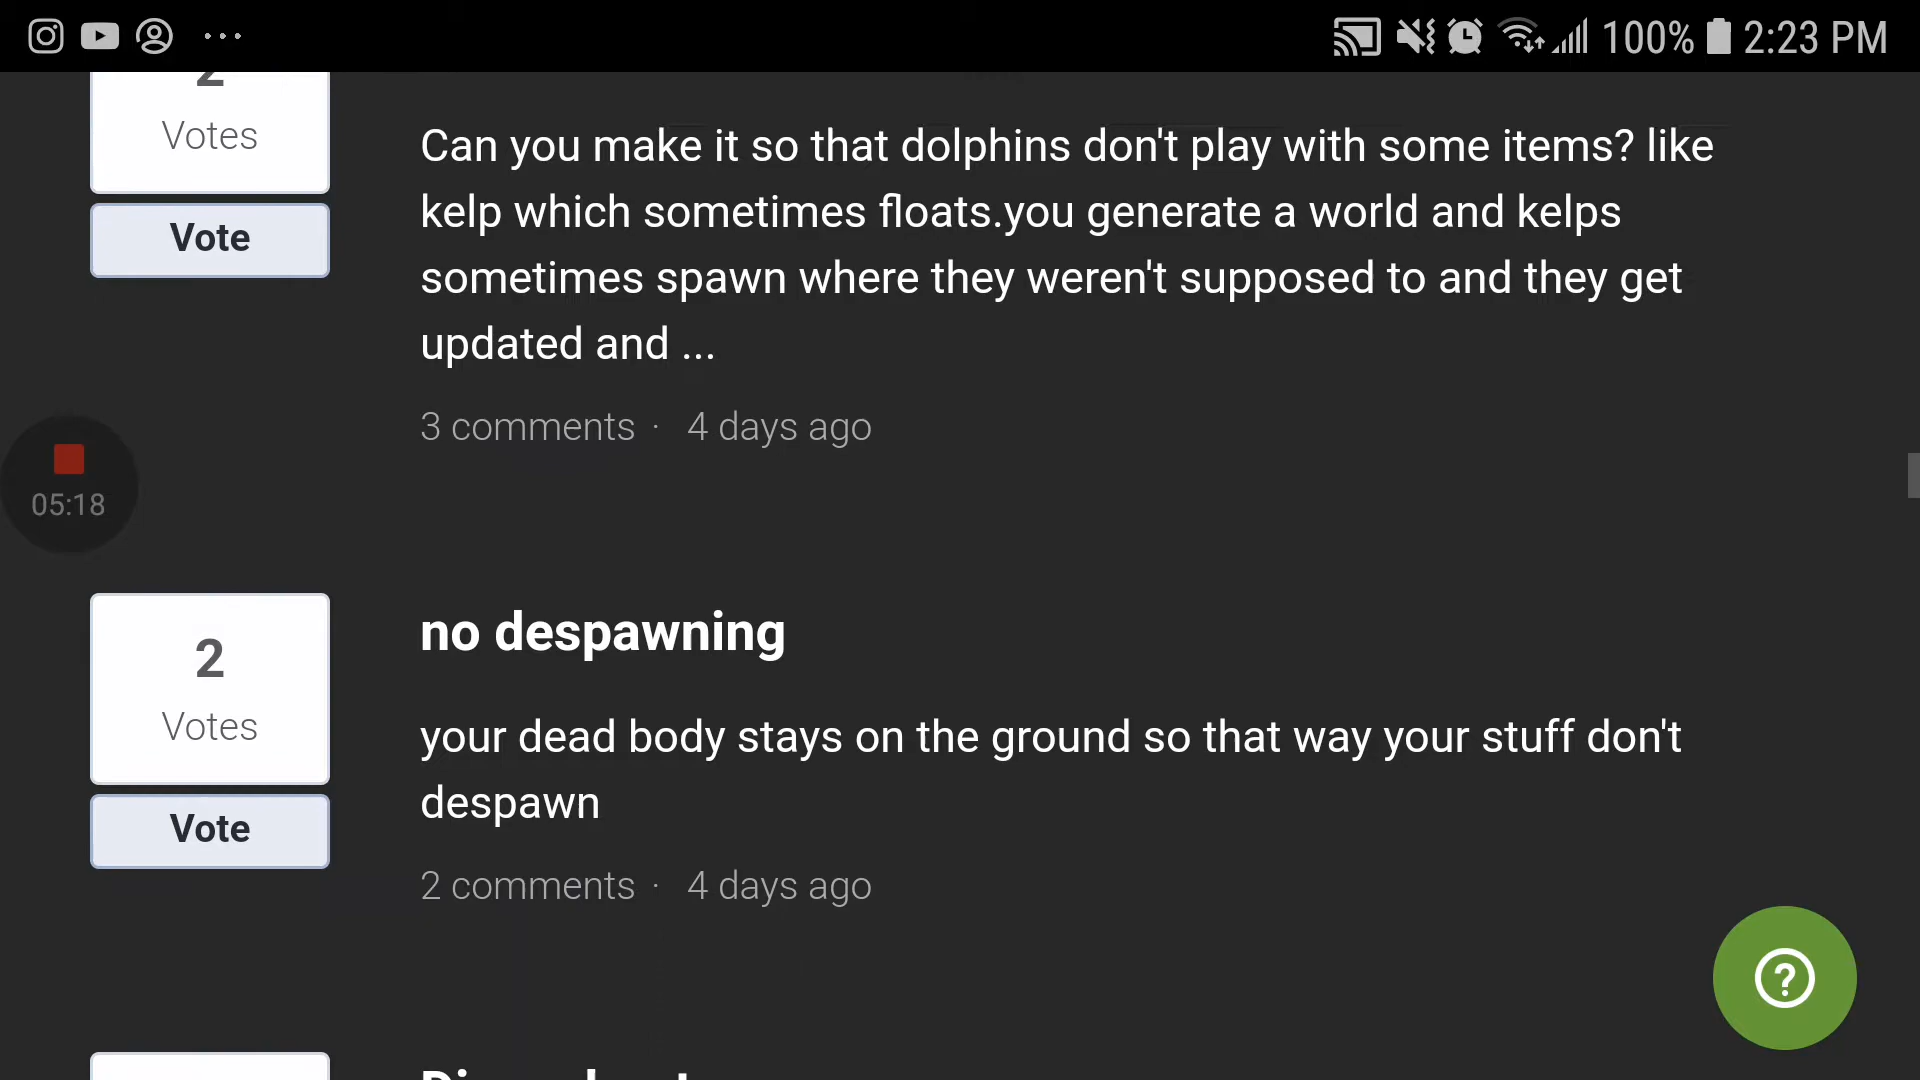 100% 2:23 PM
2
Votes
Vote
Can you make it so that dolphins don't play with some items? like
kelp which sometimes floats.you generate a world and kelps
sometimes spawn where they weren't supposed to and they get
updated and ...
3 comments · 4 days ago
05:18
2
Votes
Vote
no despawning
your dead body stays on the ground so that way your stuff don't
despawn
2 comments · 4 days ago